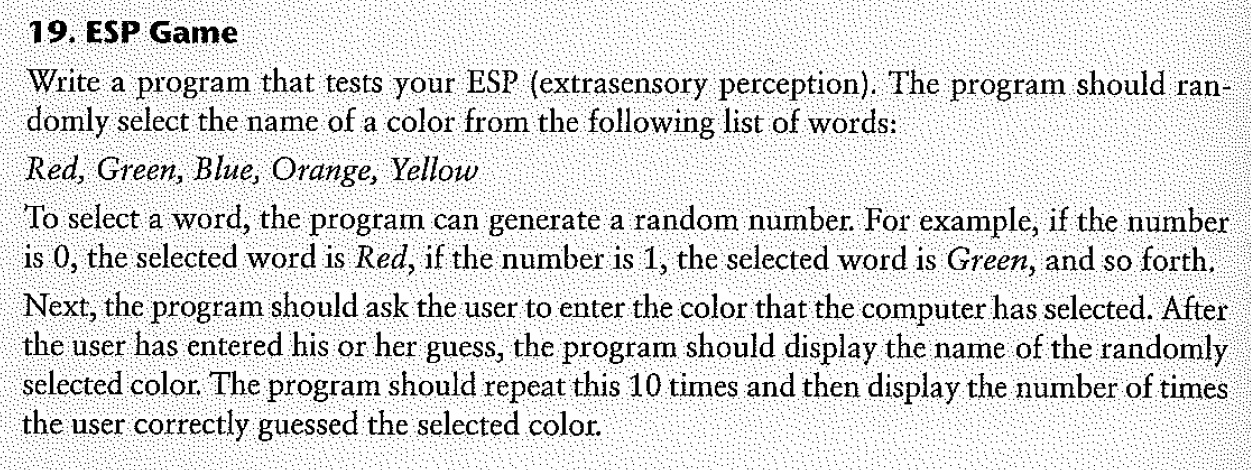 19. ESP Game
Write a program that tests your ESP (extrasensory perception). The program should ran-
domly select the name of a color from the following list of words:
Red, Green, Blue, Orange, Yellow
To select a word, the program can generate a random number. For example, if the number
is 0, the selected word is Red, if the number is 1, the selected word is Green, and so forth.
Next, the program should ask the user to enter the color that the computer has selected. After
the user has entered his or her guess, the program should display the name of the randomly
selected color. The program should repeat this 10 times and then display the number of times
the user correctly guessed the selected color.